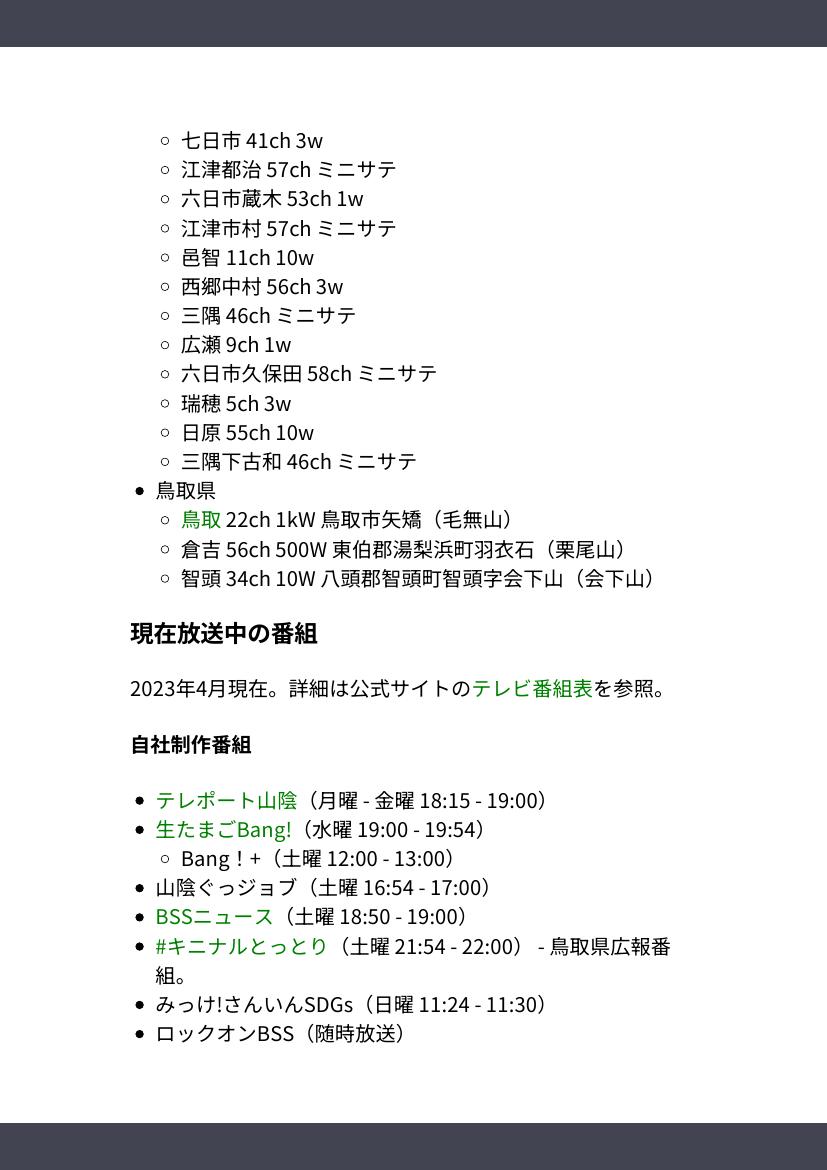 七日市 41ch 3w
江津都治 57ch ミニサテ
六日市蔵木 53ch 1w
江津市村 57ch ミニサテ
邑智 11ch 10w
西郷中村 56ch 3w
三隅 46ch ミニサテ
広瀬 9ch 1w
六日市久保田 58ch ミニサテ
瑞穂 5ch 3w
日原 55ch 10w
三隅下古和 46ch ミニサテ
鳥取県
鳥取 22ch 1kW 鳥取市矢矯（毛無山）
倉吉 56ch 500W 東伯郡湯梨浜町羽衣石（栗尾山）
智頭 34ch 10W 八頭郡智頭町智頭字会下山（会下山）
現在放送中の番組
2023年4月現在。詳細は公式サイトのテレビ番組表を参照。
自社制作番組
テレポート山陰（月曜 - 金曜 18:15 - 19:00）
生たまごBang!（水曜 19:00 - 19:54）
Bang！+（土曜 12:00 - 13:00）
山陰ぐっジョブ（土曜 16:54 - 17:00）
BSSニュース（土曜 18:50 - 19:00）
#キニナルとっとり（土曜 21:54 - 22:00） - 鳥取県広報番
組。
みっけ!さんいんSDGs（日曜 11:24 - 11:30）
ロックオンBSS（随時放送）